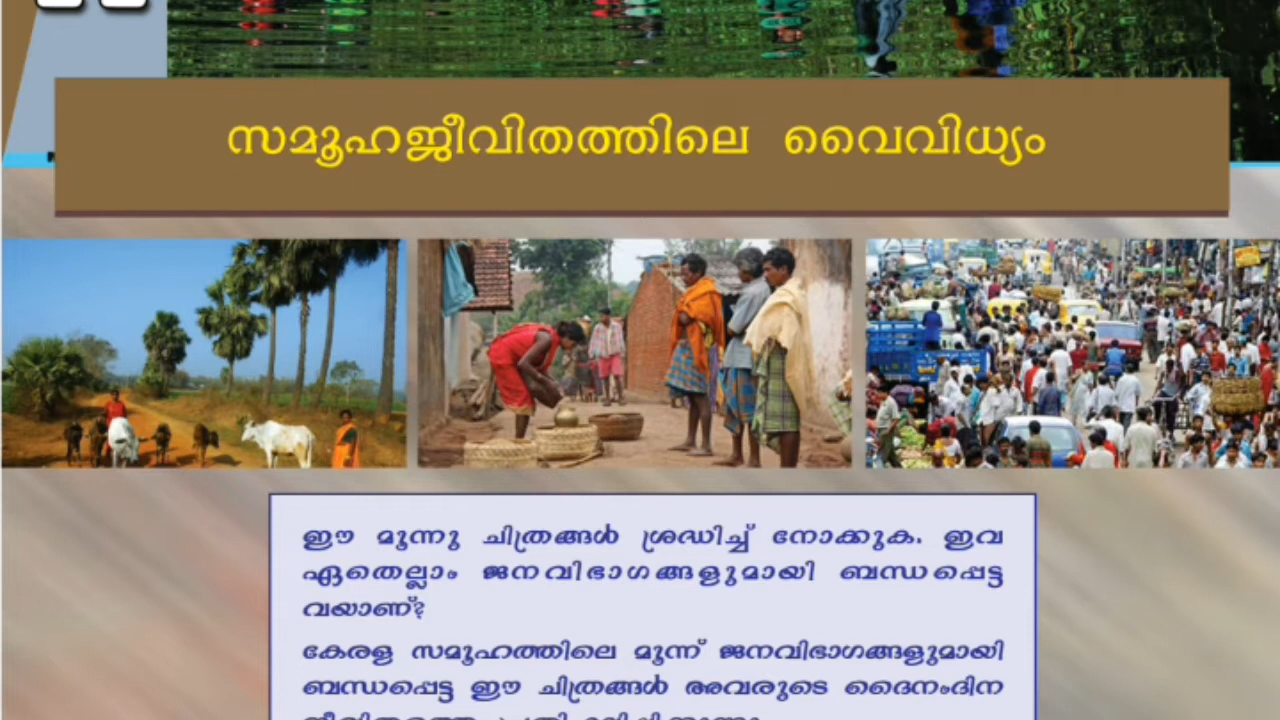 സമൂഹജീവിതത്തിലെ വൈവിധ്യം
ഈ മൂന്നു ചിത്രങ്ങൾ ശ്രദ്ധിച്ച് നോക്കുക. ഇവ
ഏതെല്ലാം ജനവിഭാഗങ്ങളുമായി ബന്ധപ്പെട്ട
വയാണ്?
കേരള സമൂഹത്തിലെ മൂന്ന് ജനവിഭാഗങ്ങളുമായി
ബന്ധപ്പെട്ട ഈ ചിത്രങ്ങൾ അവരുടെ ദൈനംദിന